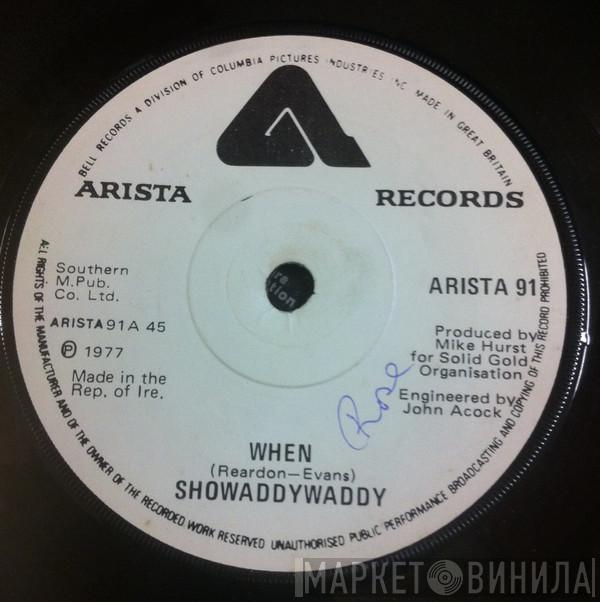 BELL RECORDS A DIVISION OF COLUMBIA PICTURES INDUSTRIES INC. MADE IN GREAT BRITAIN
ARISTA RECORDS
Southern
M.Pub.
Co. Ltd.
ARISTA 91A 45
Ⓟ 1977
Made in the
Rep. of Ire.
ARISTA 91
Produced by
Mike Hurst
for Solid Gold
Organisation
Engineered by
John Acock
Rose
WHEN
(Reardon—Evans)
SHOWADDYWADDY
ALL RIGHTS OF THE MANUFACTURER AND OF THE OWNER OF THE RECORDED WORK RESERVED UNAUTHORISED PUBLIC PERFORMANCE BROADCASTING AND COPYING OF THIS RECORD PROHIBITED
МАРКЕТ ВИНИЛА